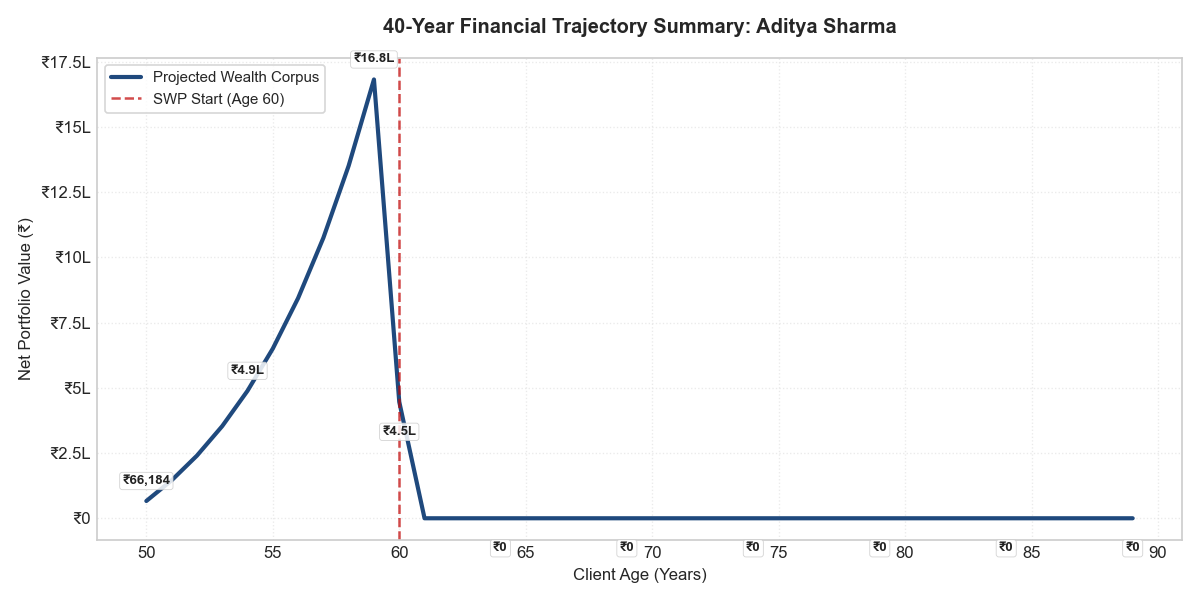 40-Year Financial Trajectory Summary: Aditya Sharma
Projected Wealth Corpus
SWP Start (Age 60)
Net Portfolio Value (₹)
₹17.5L
₹15L
₹12.5L
₹10L
₹7.5L
₹5L
₹2.5L
₹0
₹66,184
₹4.9L
₹16.8L
₹4.5L
₹0
₹0
₹0
₹0
₹0
₹0
50
55
60
65
70
75
80
85
90
Client Age (Years)